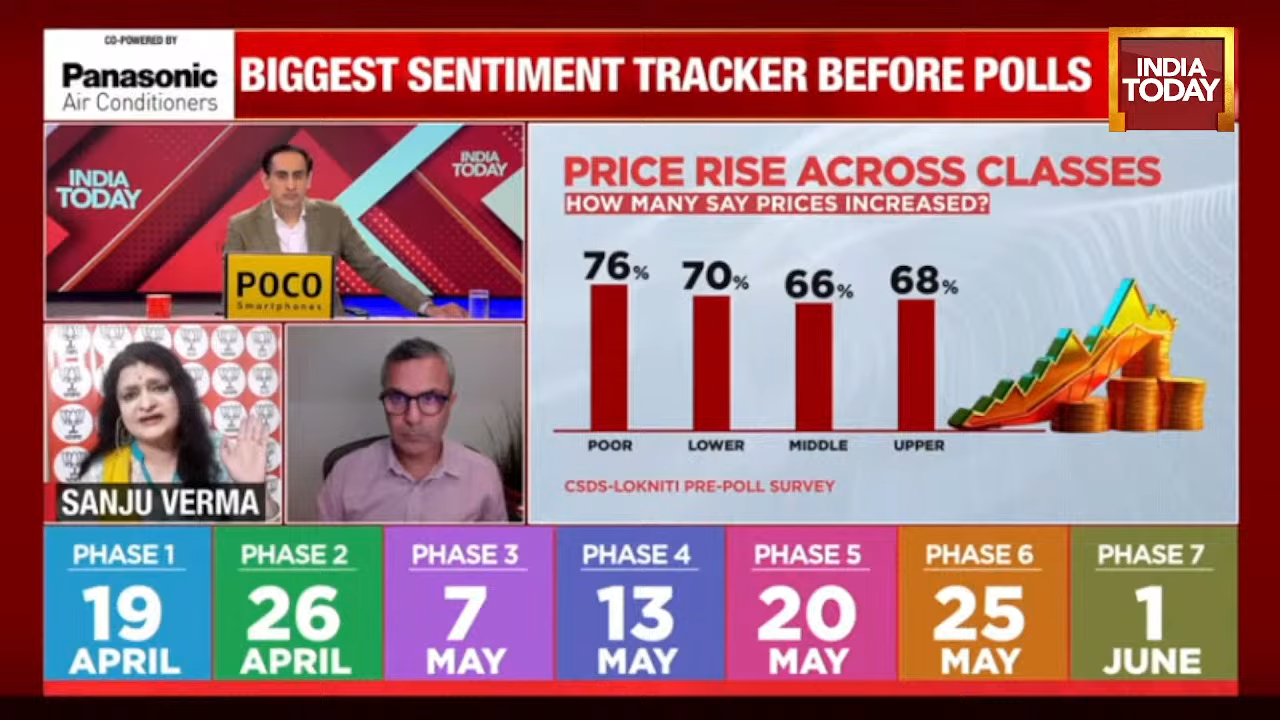 CO-POWERED BY
Panasonic
Air Conditioners
BIGGEST SENTIMENT TRACKER BEFORE POLLS
INDIA
TODAY
INDIA
TODAY
INDIA
TODAY
POCO
Smartphones
PRICE RISE ACROSS CLASSES
HOW MANY SAY PRICES INCREASED?
76%
70%
66%
68%
POOR
LOWER
MIDDLE
UPPER
CSDS-LOKNITI PRE-POLL SURVEY
SANJU VERMA
PHASE 1
19
APRIL
PHASE 2
26
APRIL
PHASE 3
7
MAY
PHASE 4
13
MAY
PHASE 5
20
MAY
PHASE 6
25
MAY
PHASE 7
1
JUNE